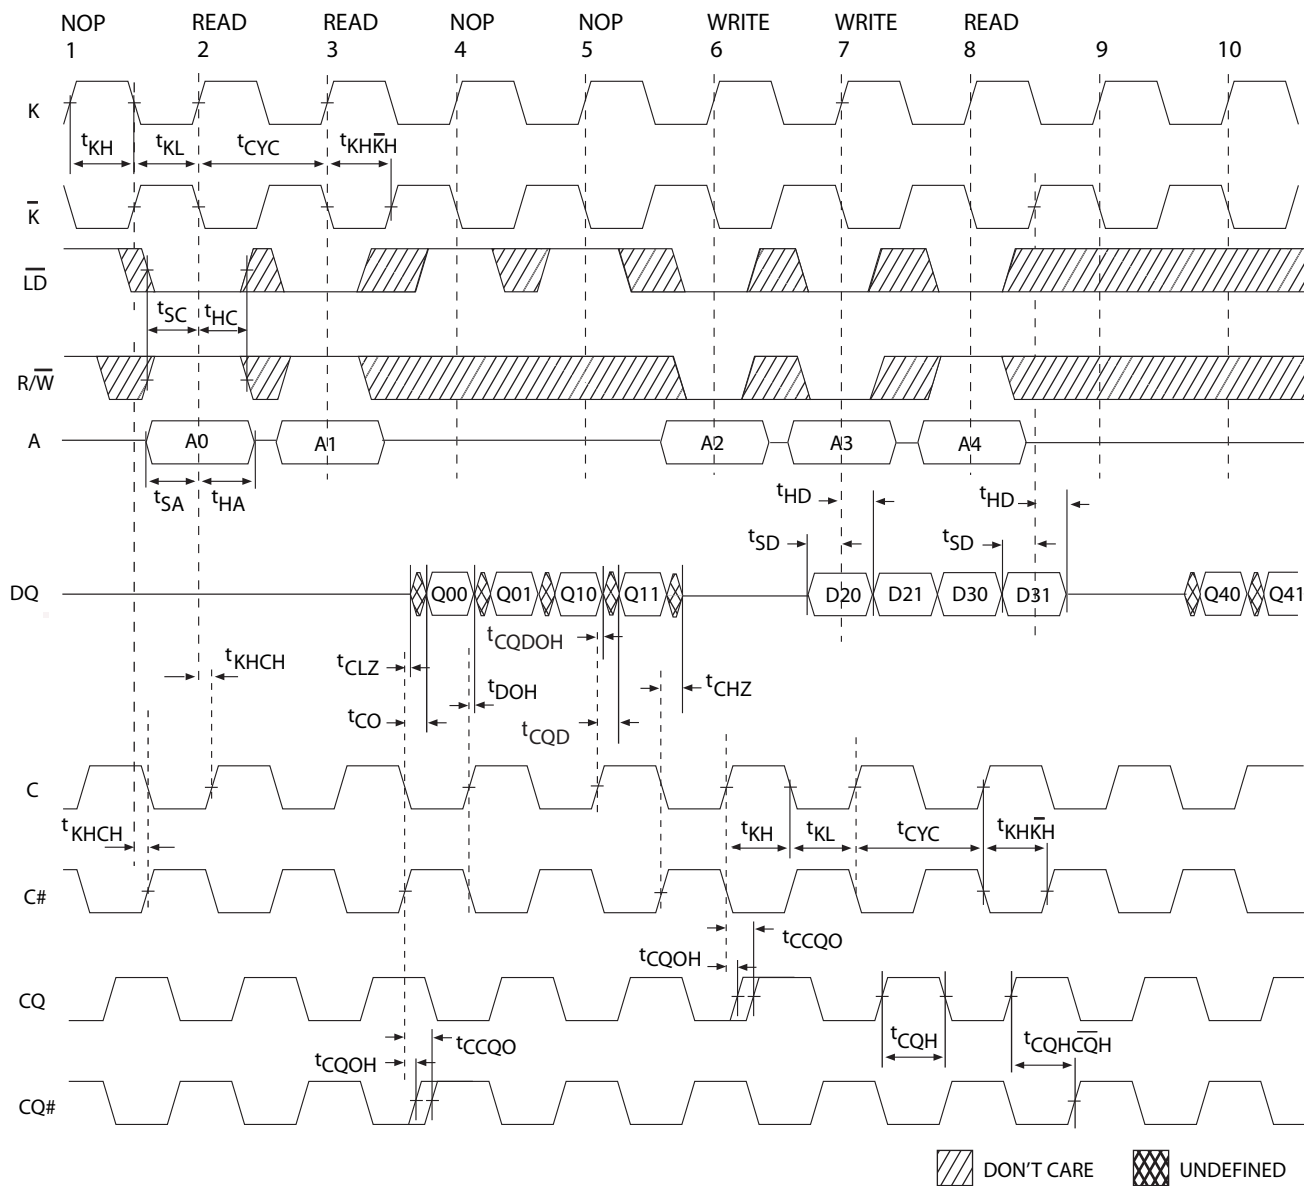 NOP READ READ NOP NOP WRITE WRITE READ
1 2 3 4 5 6 7 8 9 10
K
tKH tKL tCYC tKHK̅H
K̅
L̅D̅
tSC tHC
R/W̅
A A0 A1 A2 A3 A4
tSA tHA tHD tHD
tSD tSD
DQ Q00 Q01 Q10 Q11 D20 D21 D30 D31 Q40 Q41
tCQDOH
tKHCH tCLZ tDOH tCHZ
tCO tCQD
C
tKHCH tKH tKL tCYC tKHK̅H
C#
tCCQO
tCQOH
CQ
tCCQO tCQH tCQHC̅Q̅H
tCQOH
CQ#
DON'T CARE UNDEFINED